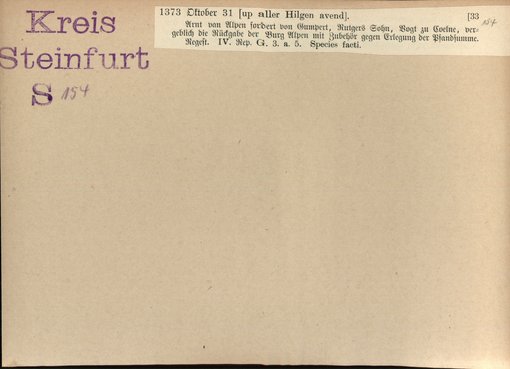 Kreis
Steinfurt
S 154
1373 Oktober 31 [up aller Hilgen avend]. [33
154
Arnt van Alpen fordert von Gumpert, Rutgers Sohn, Vogt zu Coelne, ver-
geblich die Rückgabe der Burg Alpen mit Zubehör gegen Erlegung der Pfandsumme.
Regest. IV. Rep. G. 3. a. 5. Species facti.